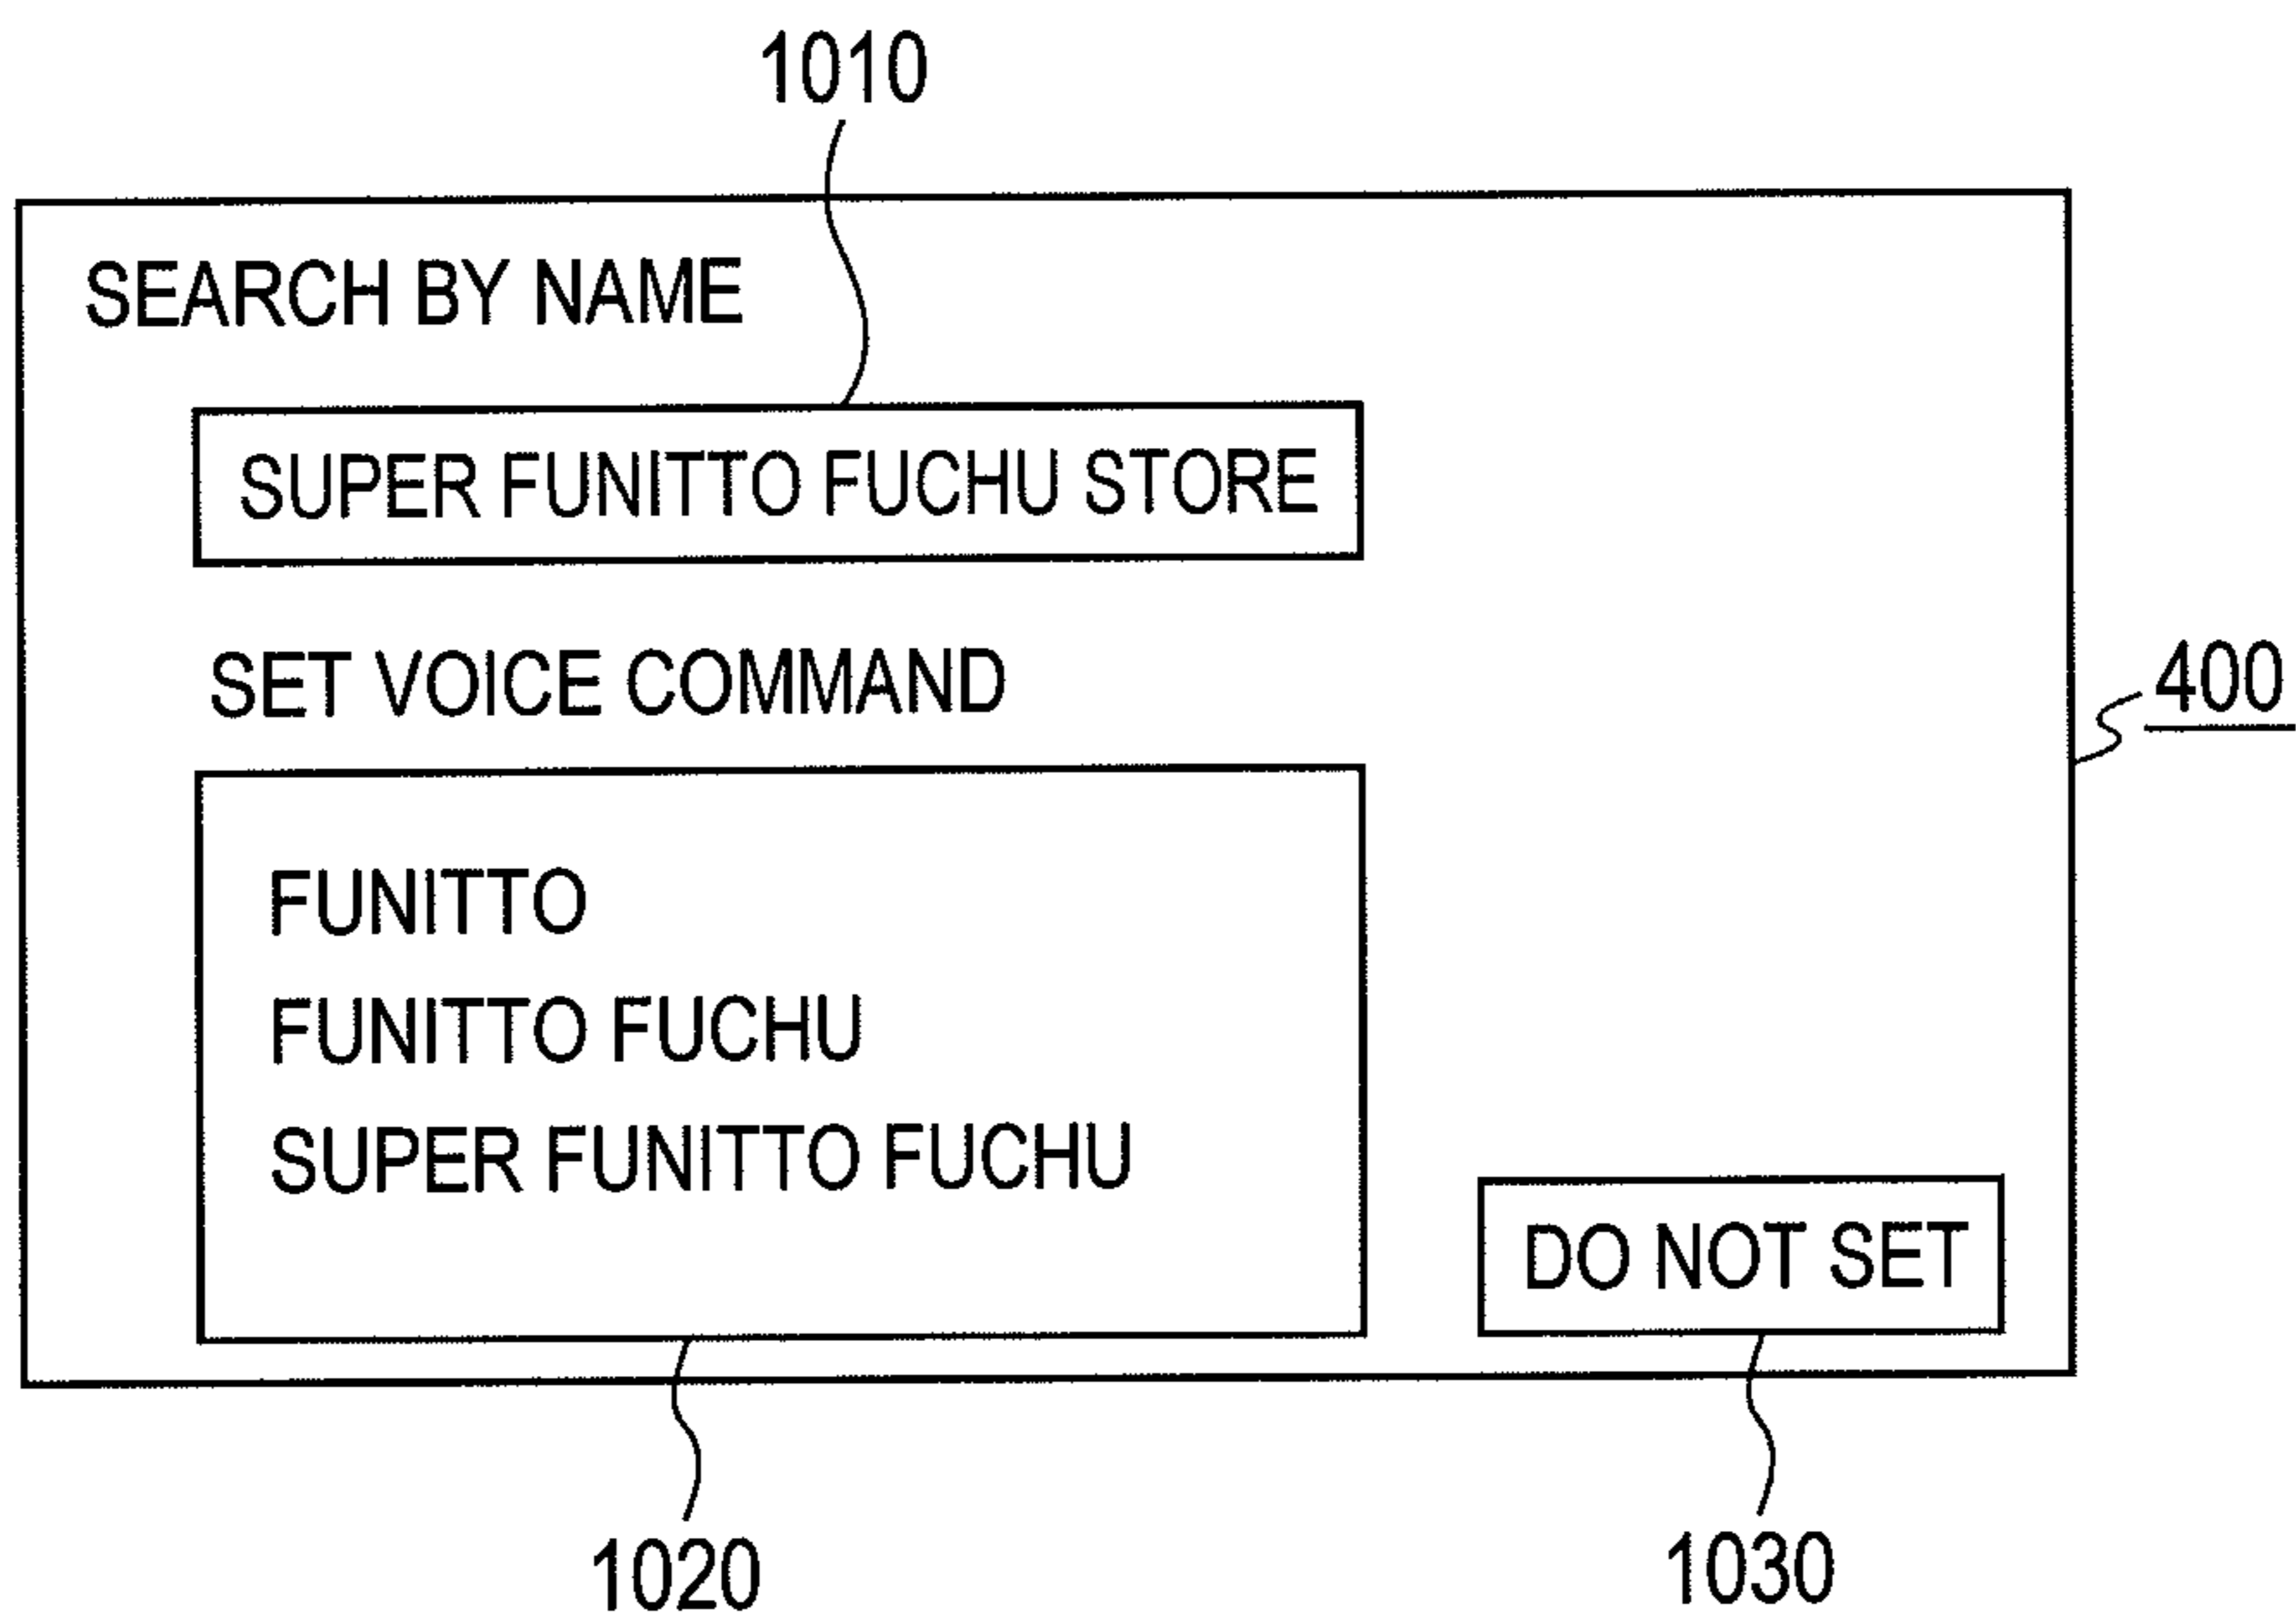 1010
SEARCH BY NAME
SUPER FUNITTO FUCHU STORE
SET VOICE COMMAND
400
FUNITTO
FUNITTO FUCHU
SUPER FUNITTO FUCHU
DO NOT SET
1020
1030